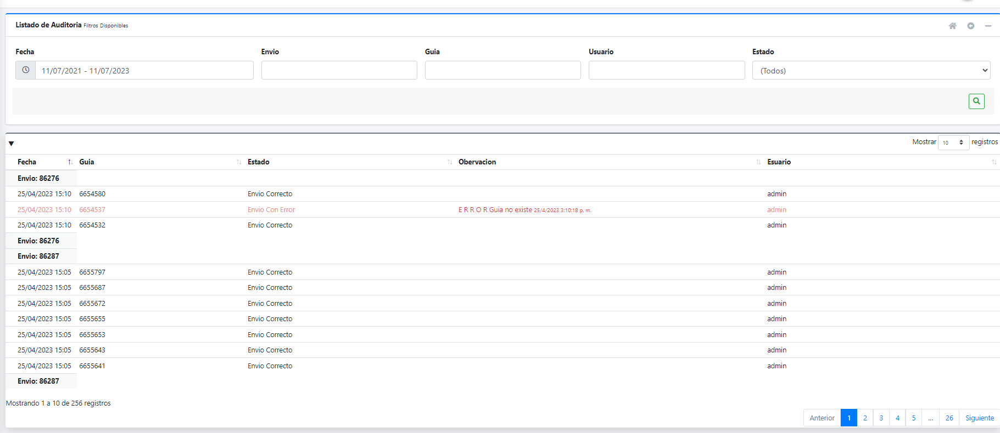 Listado de Auditoria Filtros Disponibles
Fecha Envio Guia Usuario Estado
11/07/2021 - 11/07/2023 (Todos)
Mostrar 10 registros
Fecha Guia Estado Obervacion Esuario
Envio: 86276
25/04/2023 15:10 6654580 Envio Correcto admin
25/04/2023 15:10 6654537 Envio Con Error E R R O R Guia no existe 25/4/2023 3:10:18 p. m. admin
25/04/2023 15:10 6654532 Envio Correcto admin
Envio: 86276
Envio: 86287
25/04/2023 15:05 6655797 Envio Correcto admin
25/04/2023 15:05 6655687 Envio Correcto admin
25/04/2023 15:05 6655672 Envio Correcto admin
25/04/2023 15:05 6655655 Envio Correcto admin
25/04/2023 15:05 6655653 Envio Correcto admin
25/04/2023 15:05 6655643 Envio Correcto admin
25/04/2023 15:05 6655641 Envio Correcto admin
Envio: 86287
Mostrando 1 a 10 de 256 registros
Anterior 1 2 3 4 5 ... 26 Siguiente